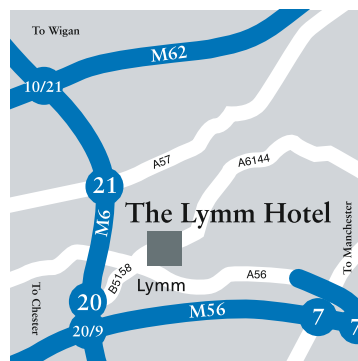 To Wigan
M62
10/21
A57
A6144
21
M6
The Lymm Hotel
To Manchester
B5158
A56
Lymm
To Chester
20
M56
7
7
20/9